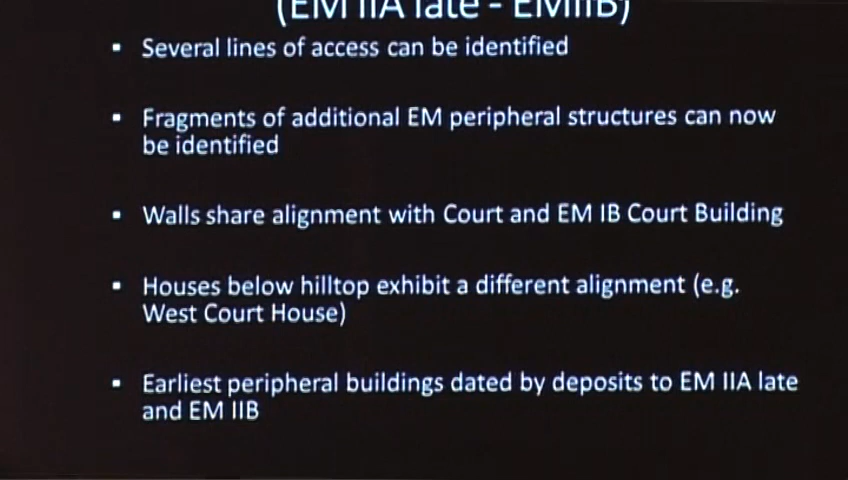 (EM IIA late - EMIIB)
▪ Several lines of access can be identified
▪ Fragments of additional EM peripheral structures can now
be identified
▪ Walls share alignment with Court and EM IB Court Building
▪ Houses below hilltop exhibit a different alignment (e.g.
West Court House)
▪ Earliest peripheral buildings dated by deposits to EM IIA late
and EM IIB